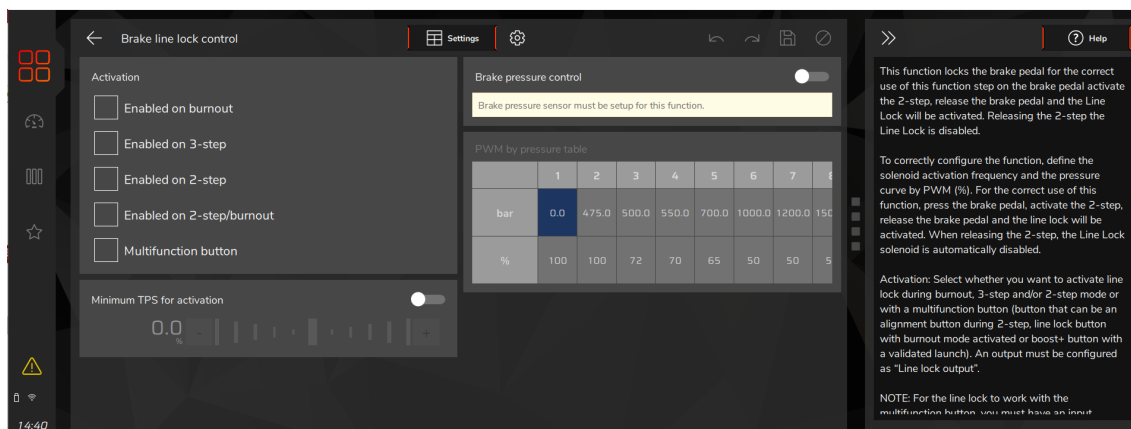 Brake line lock control
Settings
Help
Activation
Enabled on burnout
Enabled on 3-step
Enabled on 2-step
Enabled on 2-step/burnout
Multifunction button
Minimum TPS for activation
0.0
%
-
+
Brake pressure control
Brake pressure sensor must be setup for this function.
PWM by pressure table
1 2 3 4 5 6 7
bar 0.0 475.0 500.0 550.0 700.0 1000.0 1200.0
% 100 100 72 70 65 50 50
This function locks the brake pedal for the correct
use of this function step on the brake pedal activate
the 2-step, release the brake pedal and the Line
Lock will be activated. Releasing the 2-step the
Line Lock is disabled.
To correctly configure the function, define the
solenoid activation frequency and the pressure
curve by PWM (%). For the correct use of this
function, press the brake pedal, activate the 2-step,
release the brake pedal and the line lock will be
activated. When releasing the 2-step, the Line Lock
solenoid is automatically disabled.
Activation: Select whether you want to activate line
lock during burnout, 3-step and/or 2-step mode or
with a multifunction button (button that can be an
alignment button during 2-step, line lock button
with burnout mode activated or boost+ button with
a validated launch). An output must be configured
as "Line lock output".
NOTE: For the line lock to work with the
multifunction button, you must have an input
14:40